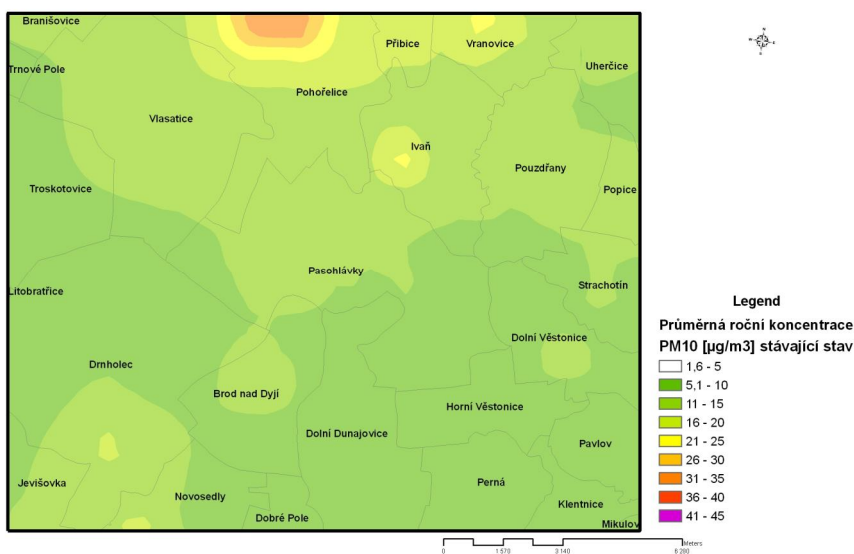 Branišovice
Přibice
Vranovice
Trnové Pole
Uherčice
Pohořelice
Vlasatice
Ivaň
Pouzdřany
Troskotovice
Popice
Pasohlávky
Litobratřice
Strachotín
Drnholec
Dolní Věstonice
Brod nad Dyjí
Horní Věstonice
Dolní Dunajovice
Pavlov
Jevišovka
Novosedly
Perná
Klentnice
Dobré Pole
Mikulov
N
W
E
S
Legend
Průměrná roční koncentrace
PM10 [µg/m3] stávající stav
1,6 - 5
5,1 - 10
11 - 15
16 - 20
21 - 25
26 - 30
31 - 35
36 - 40
41 - 45
Meters
0 1 570 3 140 6 280